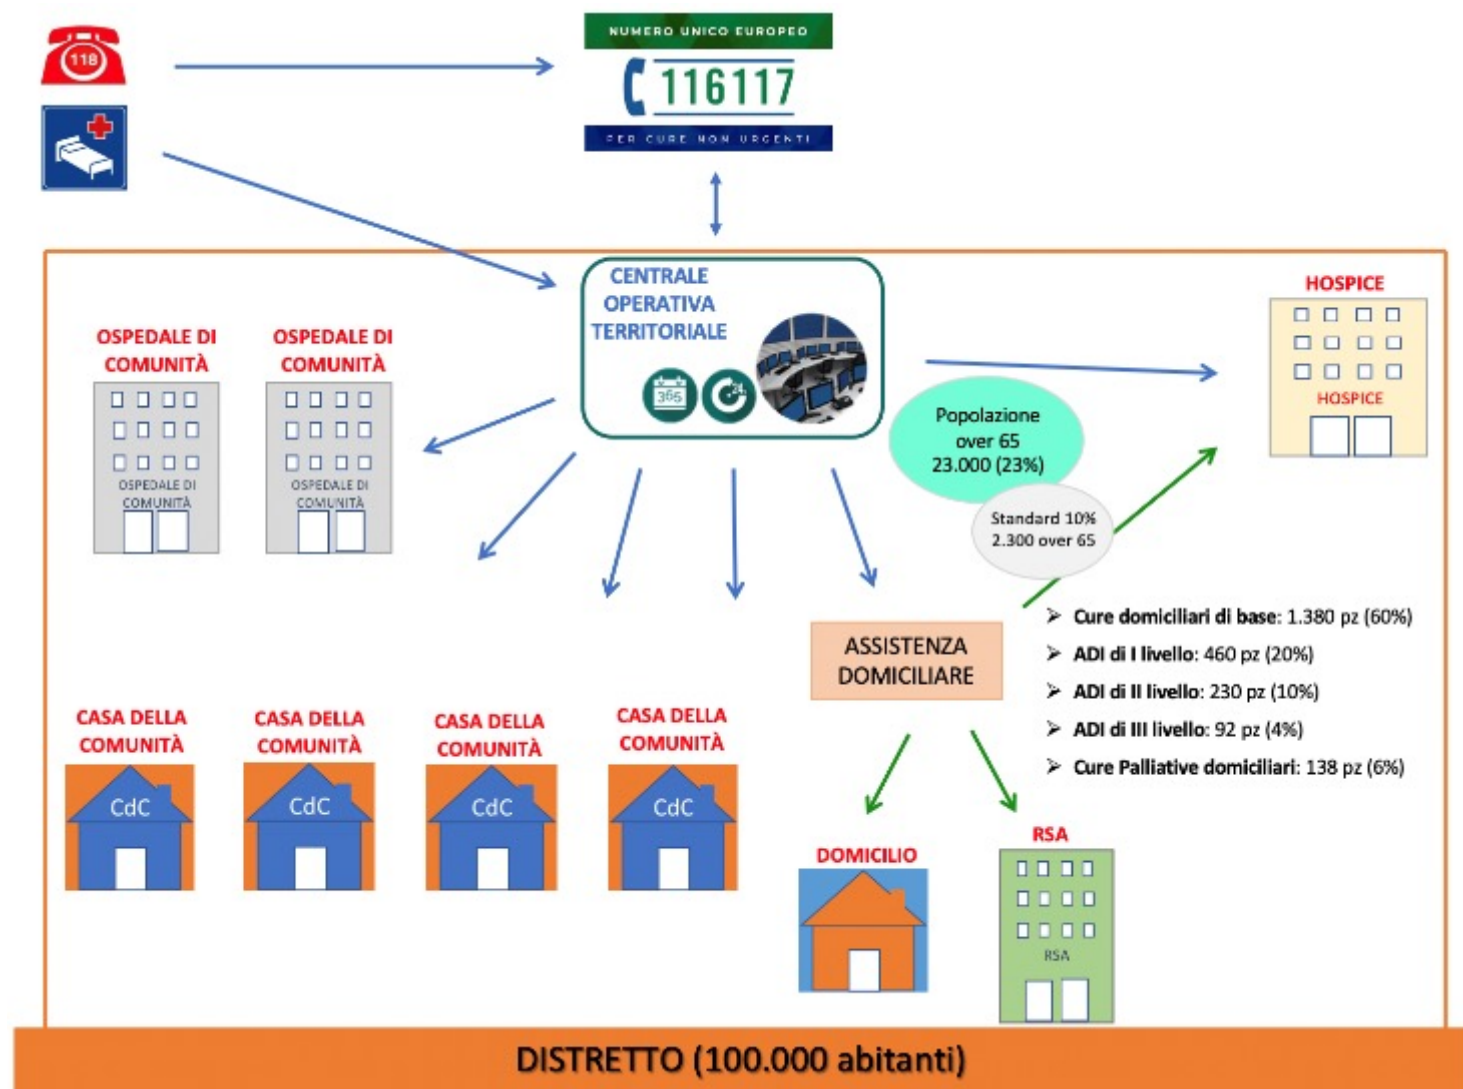 118
NUMERO UNICO EUROPEO
116117
PER CURE NON URGENTI
CENTRALE
OPERATIVA
TERRITORIALE
365
24h
OSPEDALE DI
COMUNITÀ
OSPEDALE DI
COMUNITÀ
OSPEDALE DI
COMUNITÀ
OSPEDALE DI
COMUNITÀ
HOSPICE
HOSPICE
Popolazione
over 65
23.000 (23%)
Standard 10%
2.300 over 65
ASSISTENZA
DOMICILIARE
➢ Cure domiciliari di base: 1.380 pz (60%)
➢ ADI di I livello: 460 pz (20%)
➢ ADI di II livello: 230 pz (10%)
➢ ADI di III livello: 92 pz (4%)
➢ Cure Palliative domiciliari: 138 pz (6%)
CASA DELLA
COMUNITÀ
CdC
CASA DELLA
COMUNITÀ
CdC
CASA DELLA
COMUNITÀ
CdC
CASA DELLA
COMUNITÀ
CdC
DOMICILIO
RSA
RSA
DISTRETTO (100.000 abitanti)